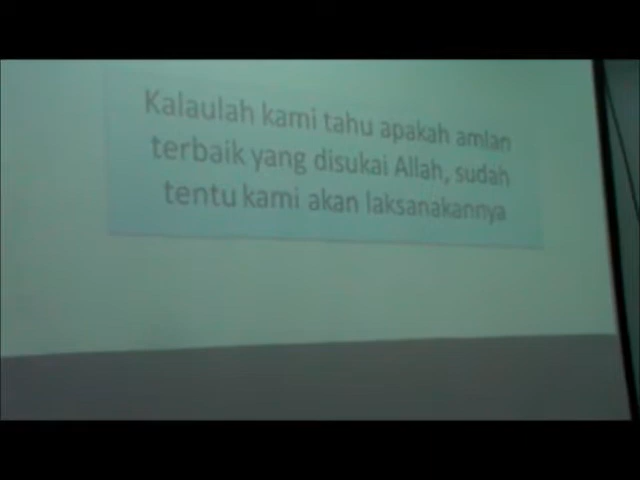 Kalaulah kami tahu apakah amlan
terbaik yang disukai Allah, sudah
tentu kami akan laksanakannya